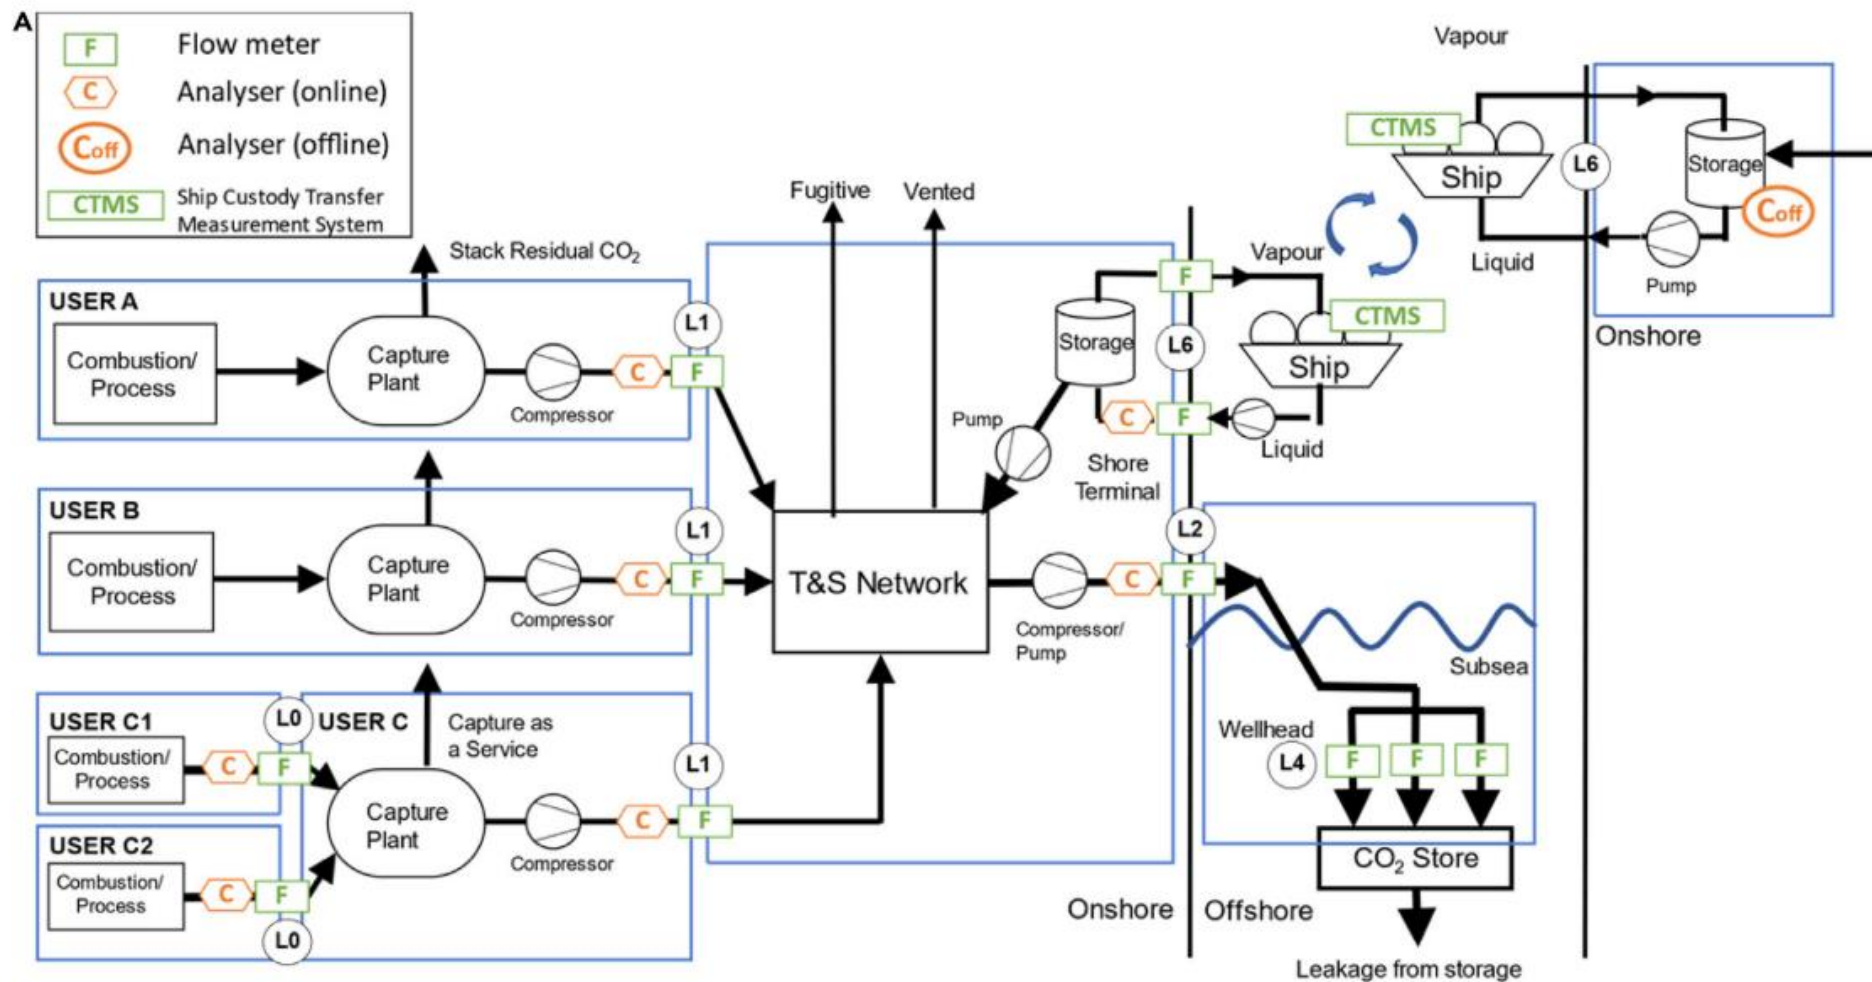 A
F Flow meter
C Analyser (online)
Coff Analyser (offline)
CTMS Ship Custody Transfer
Measurement System
Stack Residual CO2
USER A
Combustion/
Process
Capture
Plant
Compressor
C
F
L1
USER B
Combustion/
Process
Capture
Plant
Compressor
C
F
L1
USER C1
Combustion/
Process
C
F
L0
USER C2
Combustion/
Process
C
F
L0
USER C
Capture as
a Service
Capture
Plant
Compressor
C
F
L1
Fugitive
Vented
T&S Network
Pump
Storage
Shore
Terminal
C
F
F
L6
Vapour
CTMS
Ship
Liquid
Compressor/
Pump
C
F
L2
Onshore
Offshore
Subsea
Wellhead
L4
F
F
F
CO2 Store
Leakage from storage
Vapour
CTMS
Ship
L6
Liquid
Storage
Coff
Pump
Onshore